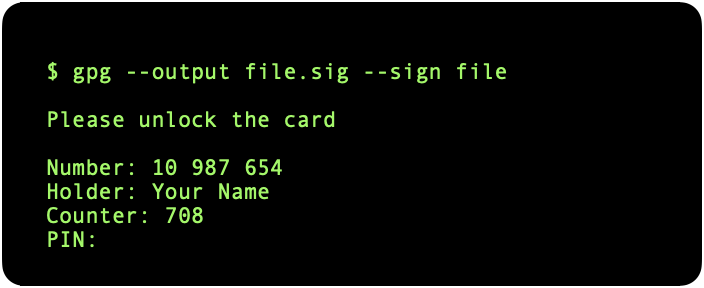 $ gpg --output file.sig --sign file
Please unlock the card
Number: 10 987 654
Holder: Your Name
Counter: 708
PIN: